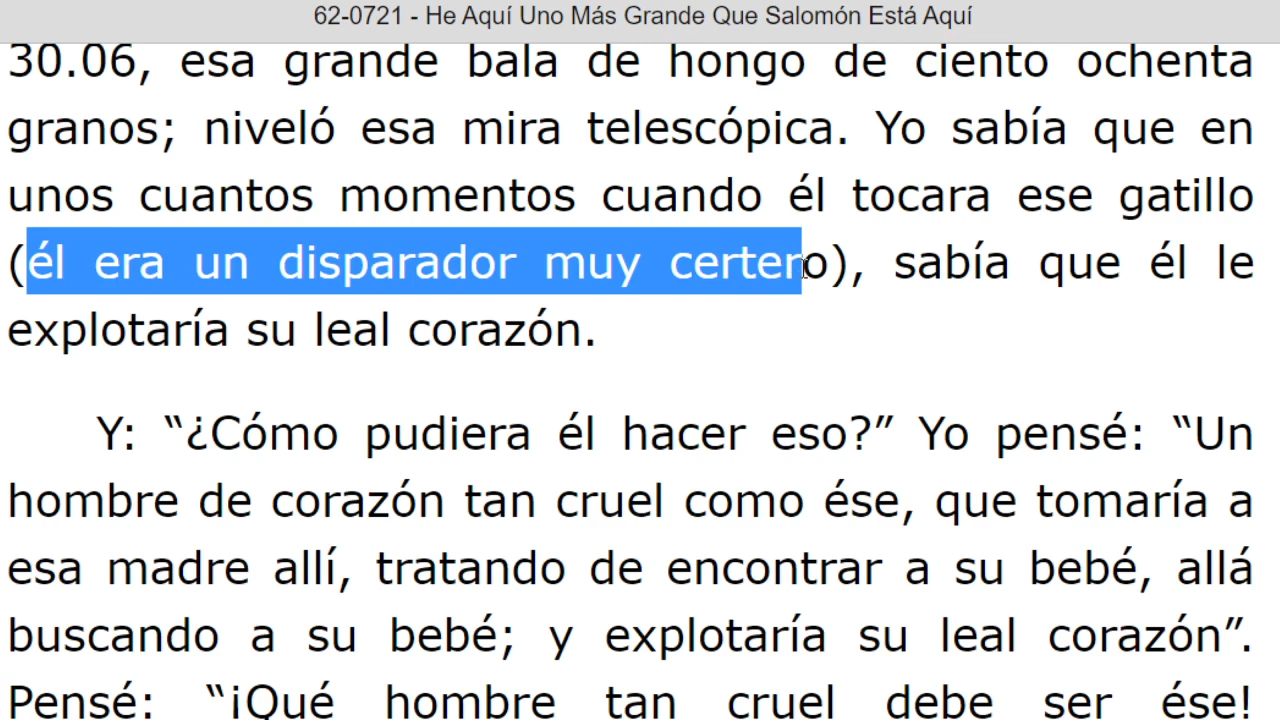 62-0721 - He Aquí Uno Más Grande Que Salomón Está Aquí
30.06, esa grande bala de hongo de ciento ochenta
granos; niveló esa mira telescópica. Yo sabía que en
unos cuantos momentos cuando él tocara ese gatillo
(él era un disparador muy certero), sabía que él le
explotaría su leal corazón.
Y: “¿Cómo pudiera él hacer eso?” Yo pensé: “Un
hombre de corazón tan cruel como ése, que tomaría a
esa madre allí, tratando de encontrar a su bebé, allá
buscando a su bebé; y explotaría su leal corazón”.
Pensé: “¡Qué hombre tan cruel debe ser ése!